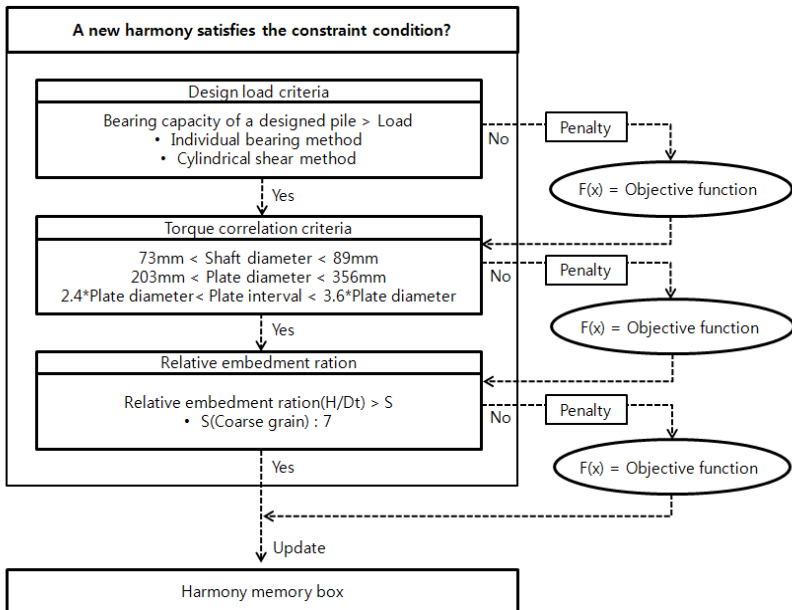 A new harmony satisfies the constraint condition?
Design load criteria
Bearing capacity of a designed pile > Load
• Individual bearing method
• Cylindrical shear method
No
Penalty
F(x) = Objective function
Yes
Torque correlation criteria
73mm < Shaft diameter < 89mm
203mm < Plate diameter < 356mm
2.4*Plate diameter< Plate interval < 3.6*Plate diameter
No
Penalty
F(x) = Objective function
Yes
Relative embedment ration
Relative embedment ration(H/Dt) > S
• S(Coarse grain) : 7
No
Penalty
F(x) = Objective function
Yes
Update
Harmony memory box